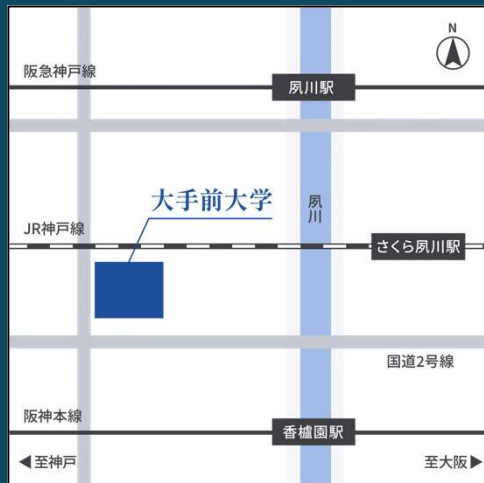 N
阪急神戸線
夙川駅
大手前大学
夙川
JR神戸線
さくら夙川駅
国道2号線
阪神本線
香櫨園駅
◀至神戸
至大阪▶